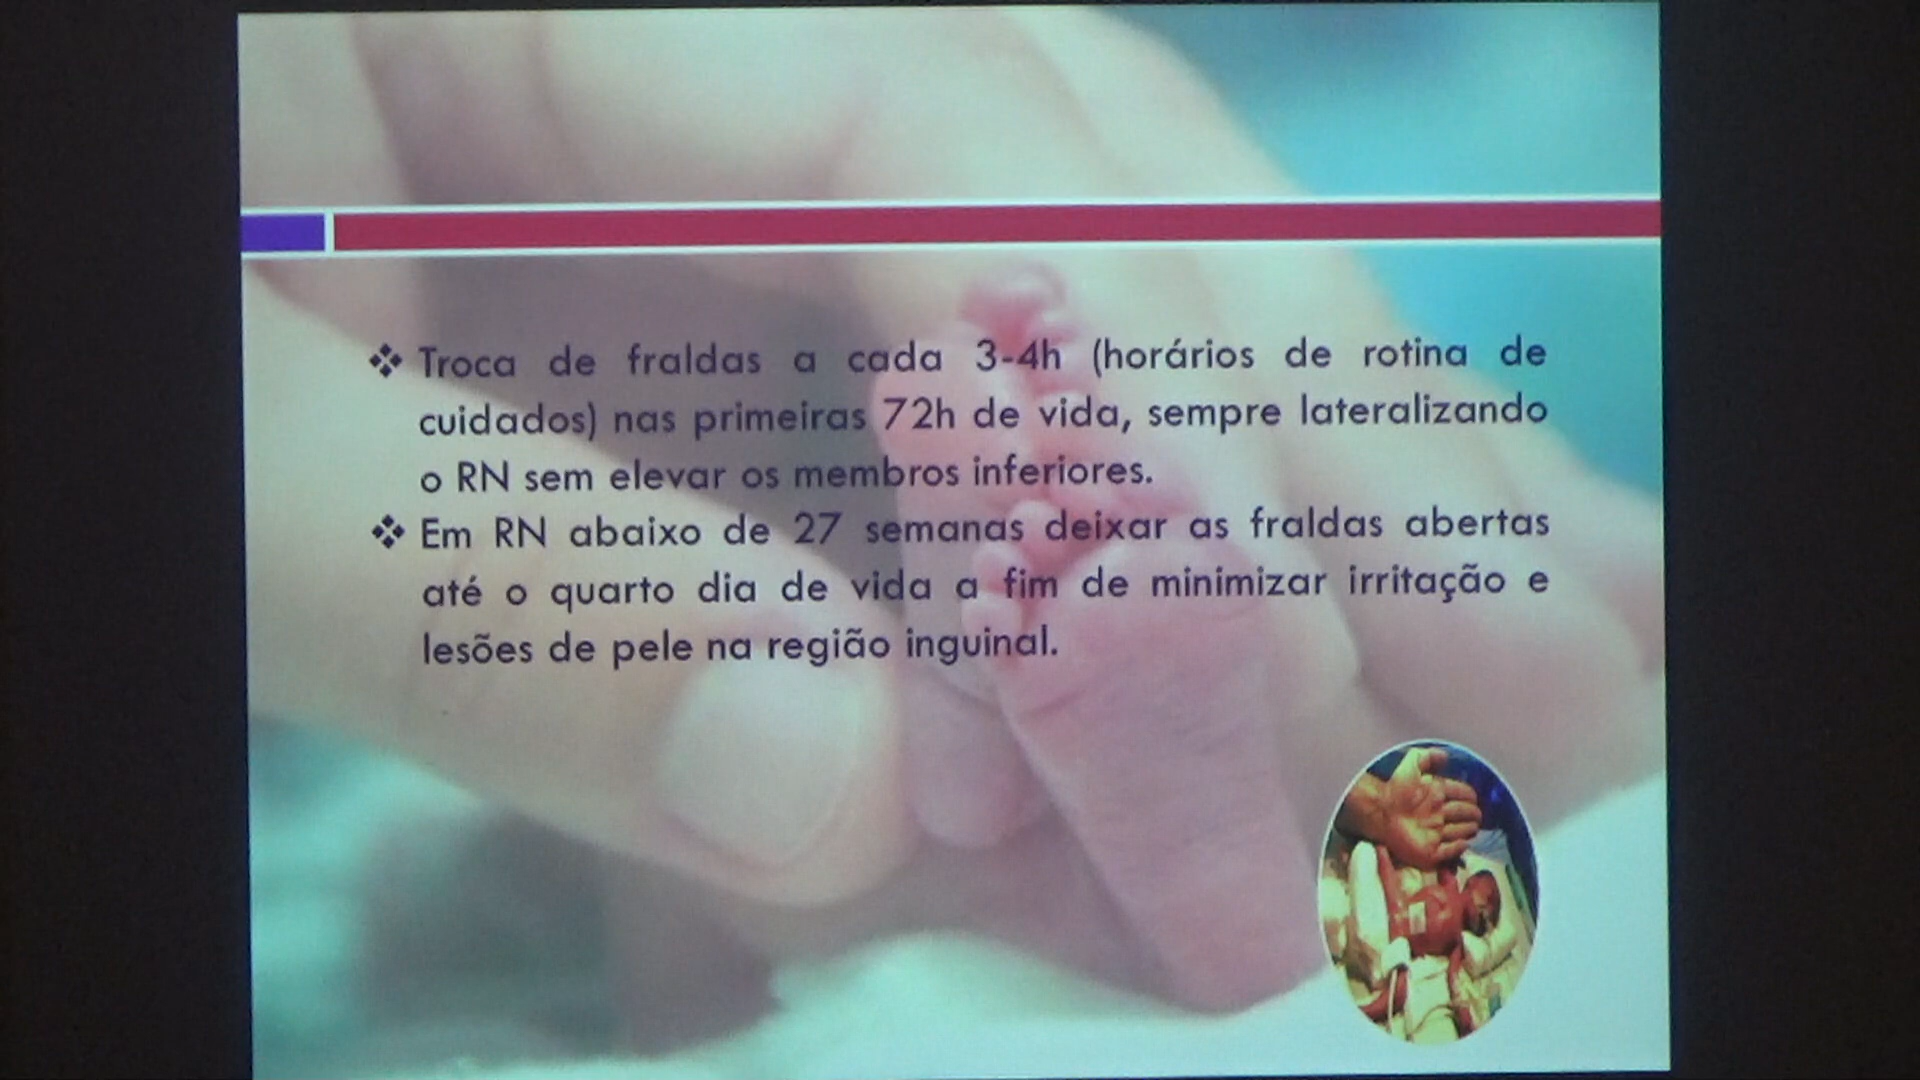 ❖ Troca de fraldas a cada 3-4h (horários de rotina de
cuidados) nas primeiras 72h de vida, sempre lateralizando
o RN sem elevar os membros inferiores.
❖ Em RN abaixo de 27 semanas deixar as fraldas abertas
até o quarto dia de vida a fim de minimizar irritação e
lesões de pele na região inguinal.